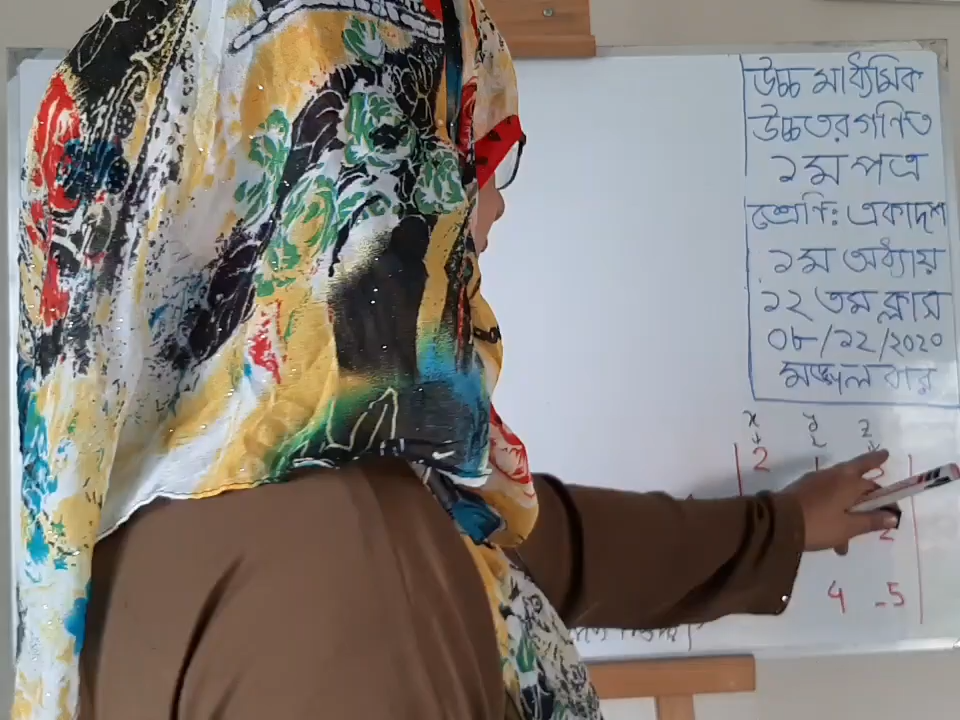 উচ্চ মাধ্যমিক
উচ্চতর গণিত
১ম পত্র
শ্রেণি: একাদশ
১ম অধ্যায়
১২ তম ক্লাস
০৮/১২/২০২০
মঙ্গলবার
x y z
2
2
4 -5